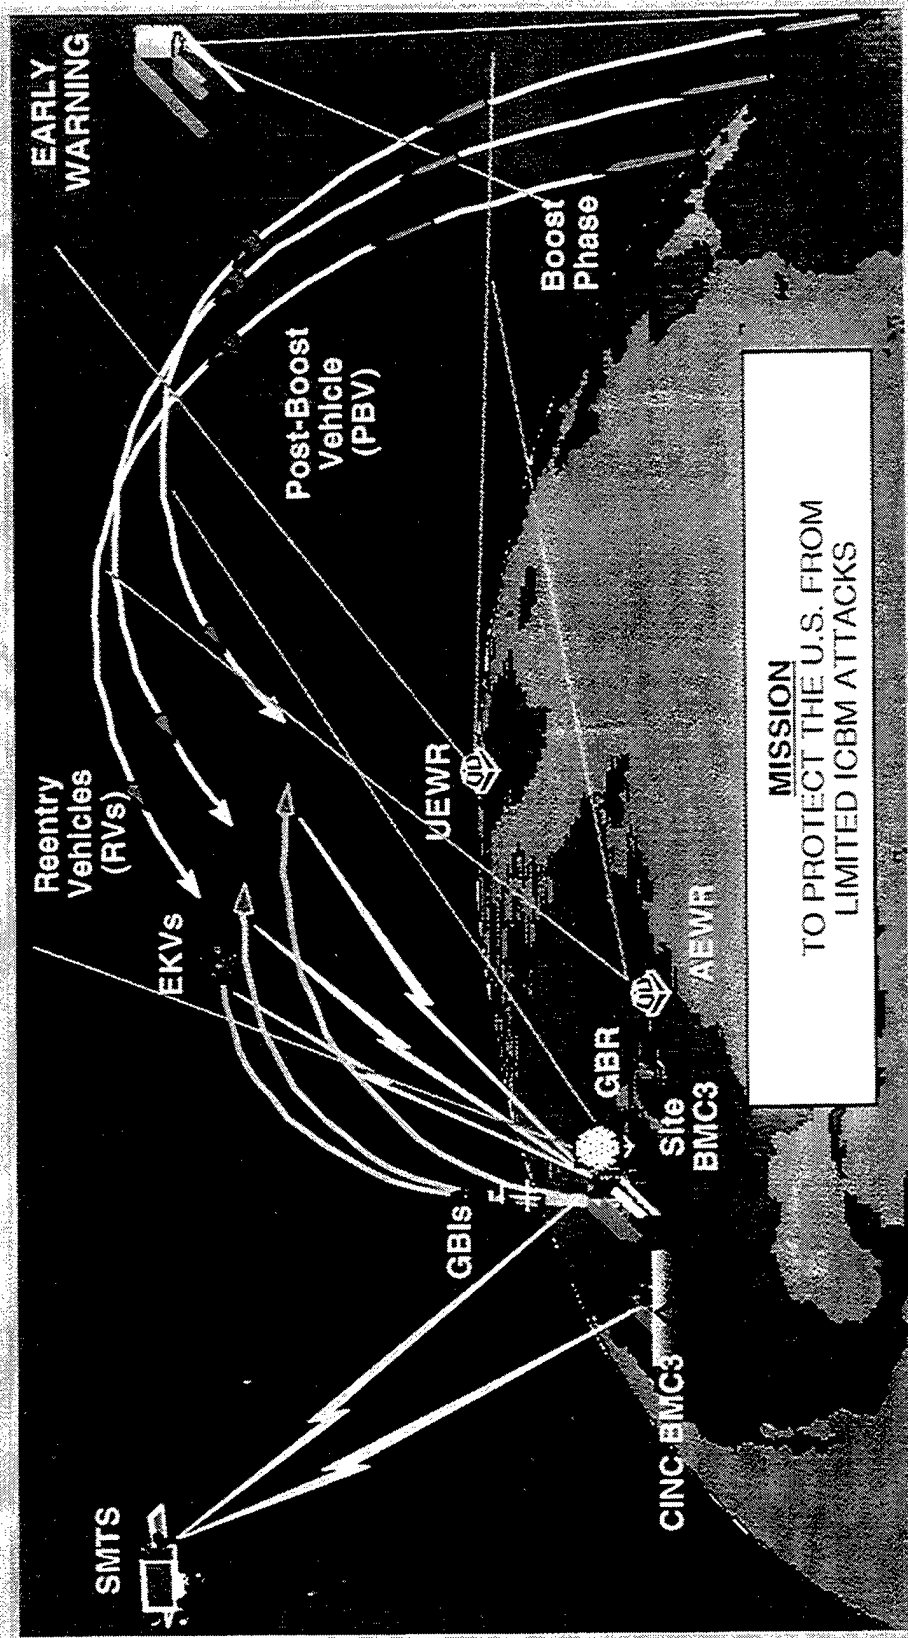 SMTS
EARLY
WARNING
Reentry
Vehicles
(RVs)
EKVs
Post-Boost
Vehicle
(PBV)
Boost
Phase
UEWR
GBIs
GBR
AEWR
Site
BMC3
CINC BMC3
MISSION
TO PROTECT THE U.S. FROM
LIMITED ICBM ATTACKS